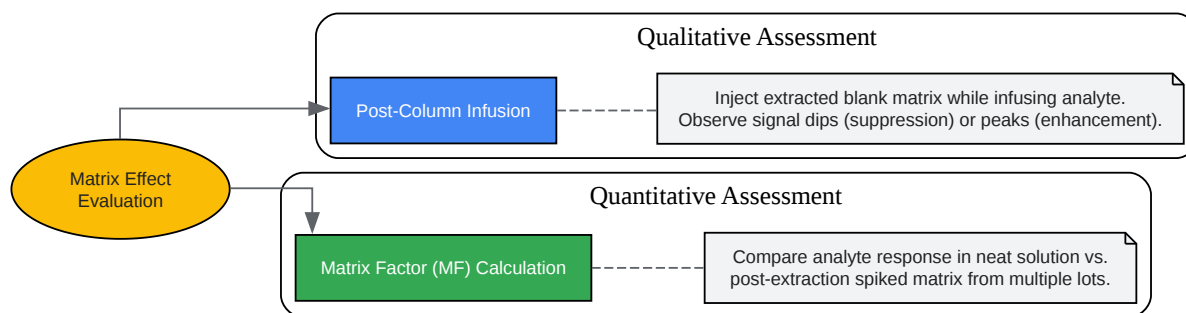 Qualitative Assessment
Post-Column Infusion
Inject extracted blank matrix while infusing analyte.
Observe signal dips (suppression) or peaks (enhancement).
Matrix Effect
Evaluation
Quantitative Assessment
Matrix Factor (MF) Calculation
Compare analyte response in neat solution vs.
post-extraction spiked matrix from multiple lots.